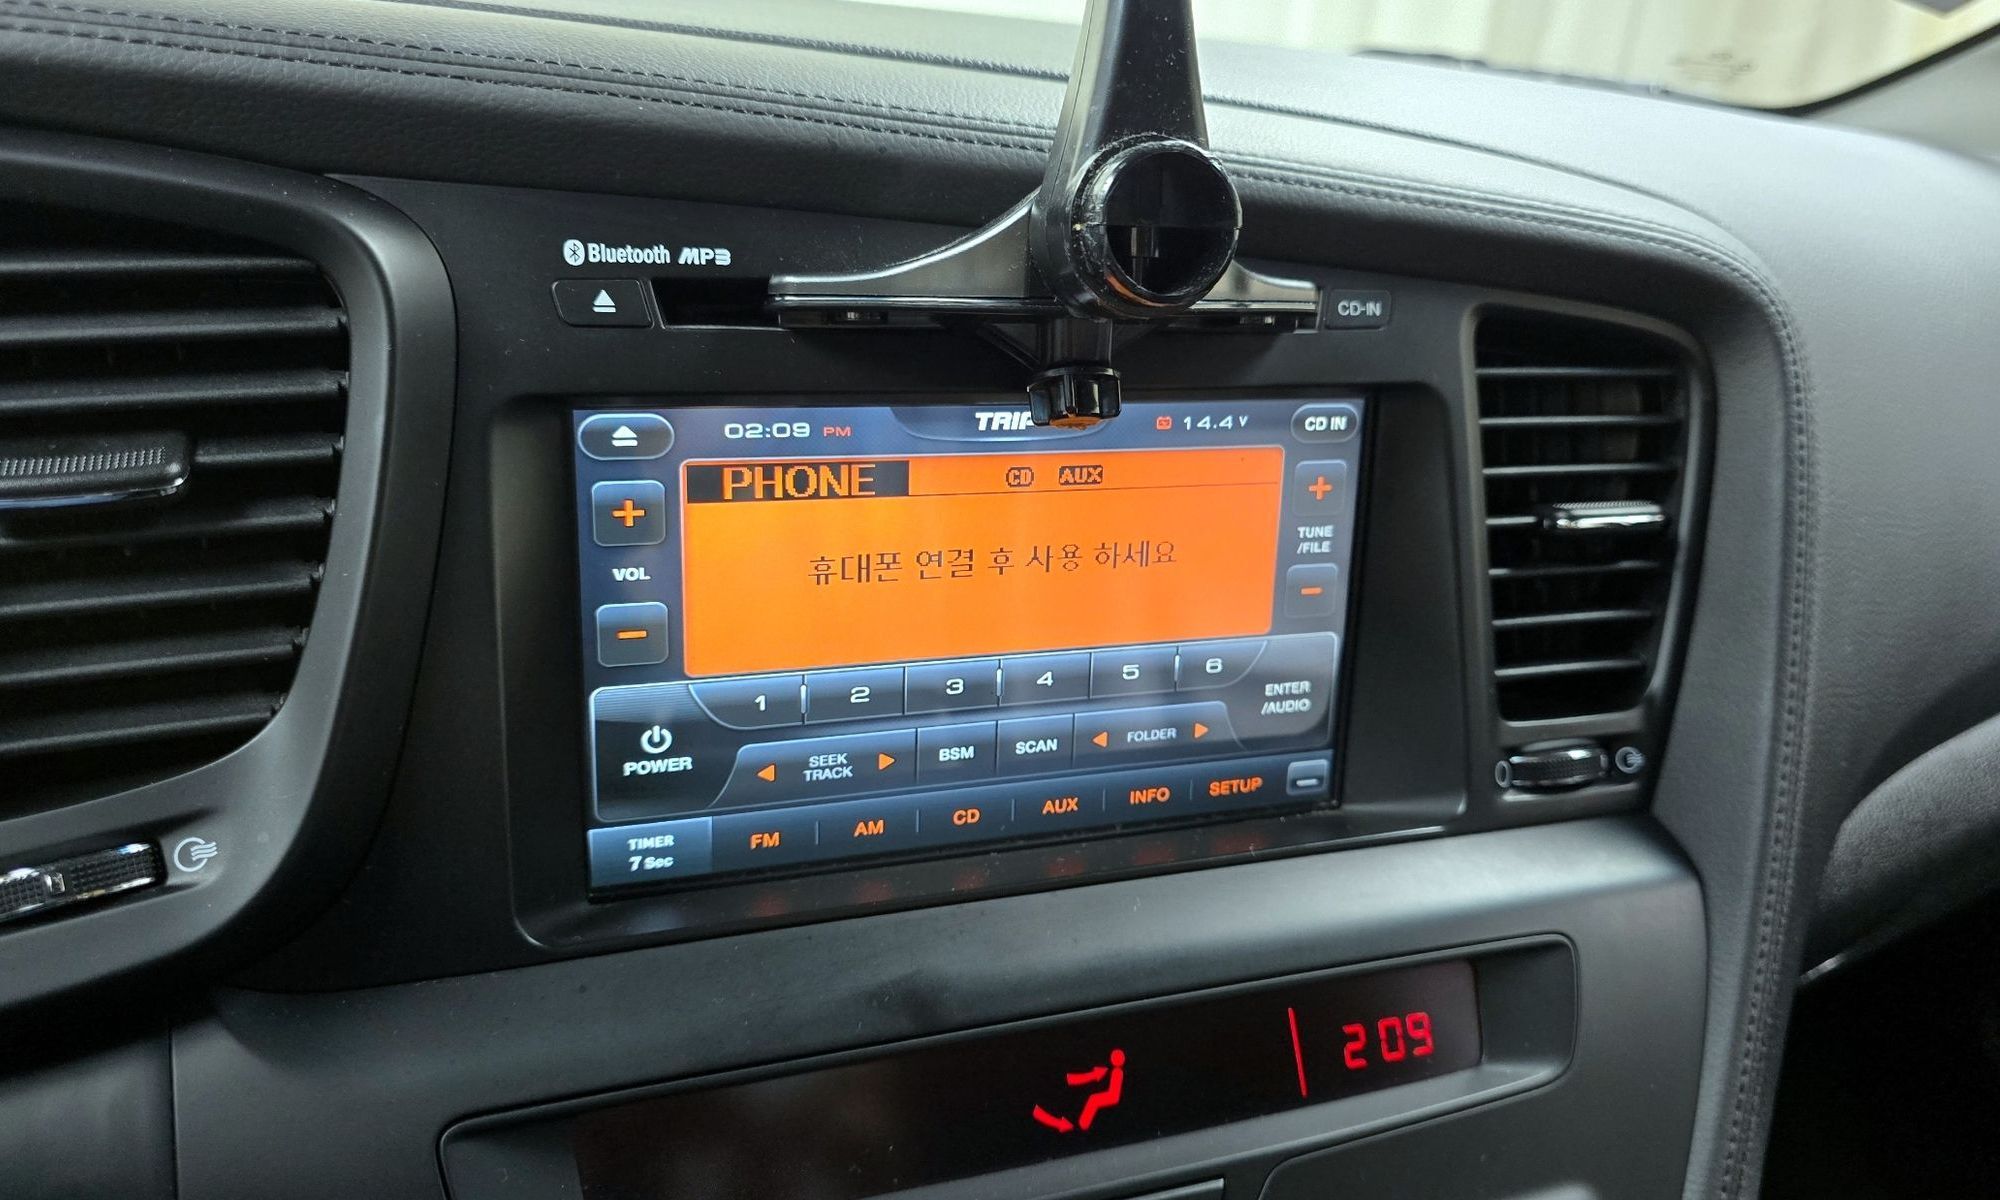 Bluetooth MP3
CD-IN
02:09 PM
14.4 V
CD IN
PHONE
CD AUX
휴대폰 연결 후 사용 하세요
VOL
TUNE
/FILE
1 2 3 4 5 6
ENTER
/AUDIO
POWER
SEEK
TRACK
BSM
SCAN
FOLDER
TIMER
7 Sec
FM AM CD AUX INFO SETUP
2:09